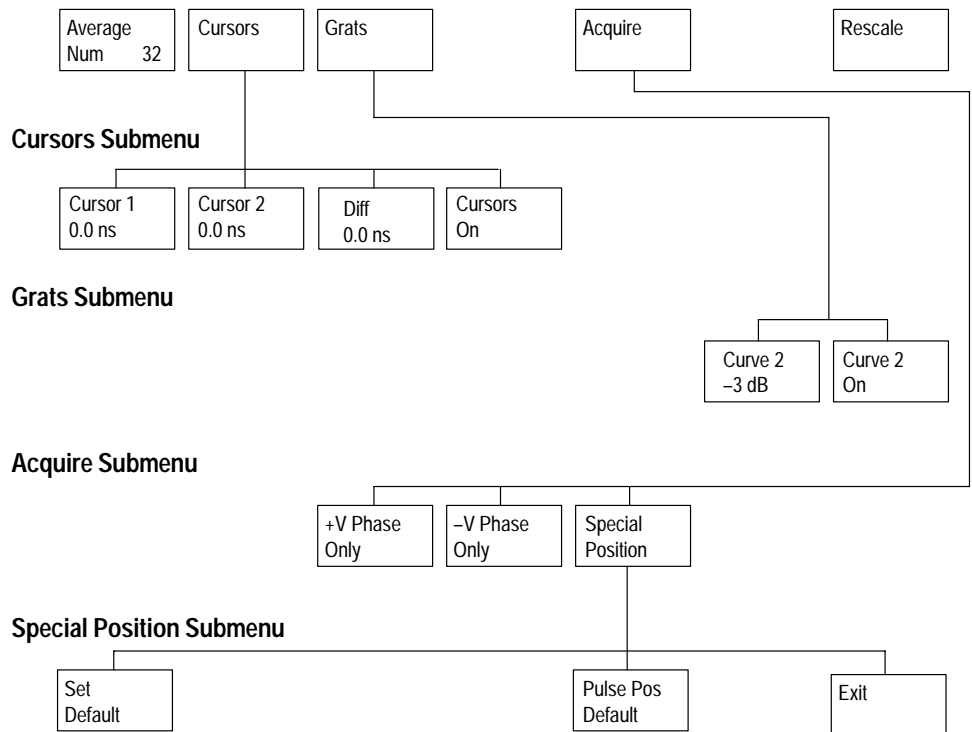 Average
Num 32
Cursors
Grats
Acquire
Rescale
Cursors Submenu
Cursor 1
0.0 ns
Cursor 2
0.0 ns
Diff
0.0 ns
Cursors
On
Grats Submenu
Curve 2
–3 dB
Curve 2
On
Acquire Submenu
+V Phase
Only
–V Phase
Only
Special
Position
Special Position Submenu
Set
Default
Pulse Pos
Default
Exit